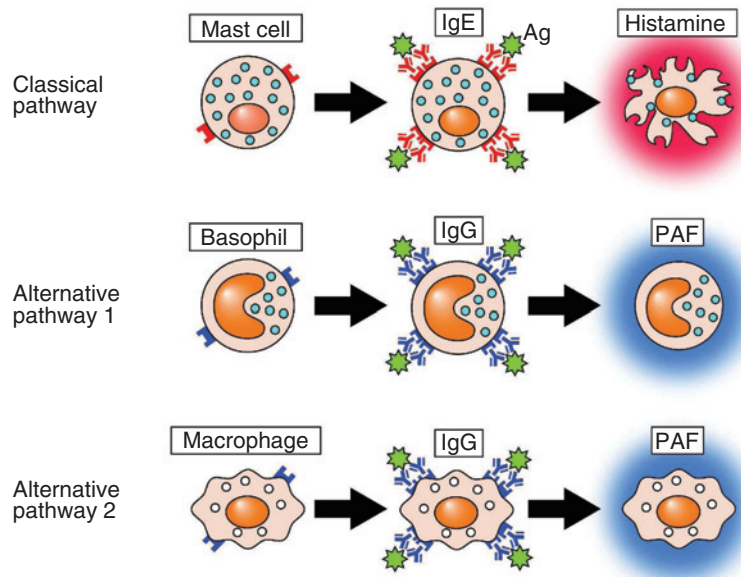 Mast cell
IgE
Ag
Histamine
Classical
pathway
Basophil
IgG
PAF
Alternative
pathway 1
Macrophage
IgG
PAF
Alternative
pathway 2